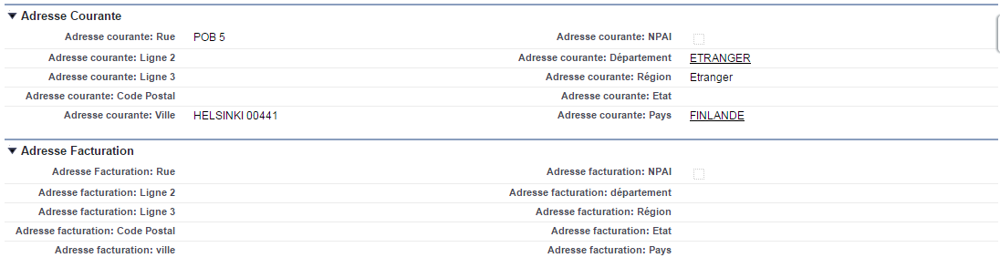 Adresse Courante
Adresse courante: Rue POB 5 Adresse courante: NPAI
Adresse courante: Ligne 2 Adresse courante: Département ETRANGER
Adresse courante: Ligne 3 Adresse courante: Région Etranger
Adresse courante: Code Postal Adresse courante: Etat
Adresse courante: Ville HELSINKI 00441 Adresse courante: Pays FINLANDE
Adresse Facturation
Adresse Facturation: Rue Adresse facturation: NPAI
Adresse facturation: Ligne 2 Adresse facturation: département
Adresse facturation: Ligne 3 Adresse facturation: Région
Adresse facturation: Code Postal Adresse facturation: Etat
Adresse facturation: ville Adresse facturation: Pays